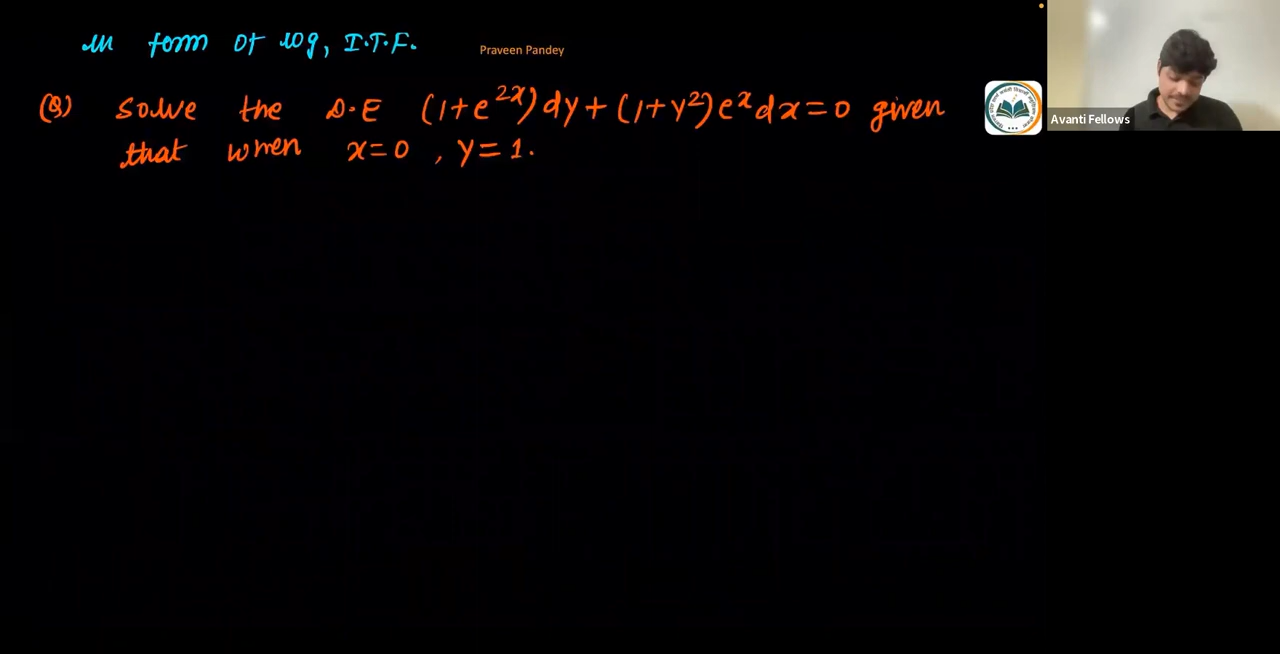 in form of log, I.T.F.
Praveen Pandey
(Q) Solve the D.E (1+e^{2x})dy+(1+y^2)e^x dx=0 given
that when x=0, y=1.
Avanti Fellows